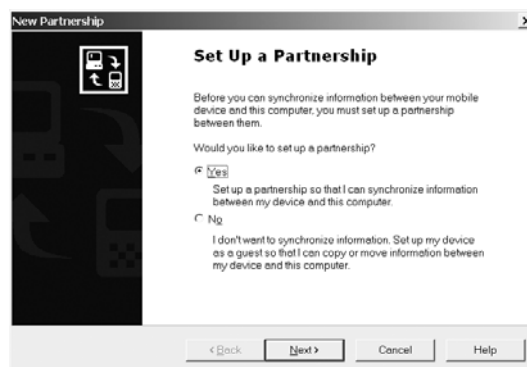 New Partnership
Set Up a Partnership
Before you can synchronize information between your mobile
device and this computer, you must set up a partnership
between them.
Would you like to set up a partnership?
Yes
Set up a partnership so that I can synchronize information
between my device and this computer.
No
I don't want to synchronize information. Set up my device
as a guest so that I can copy or move information between
my device and this computer.
< Back Next > Cancel Help